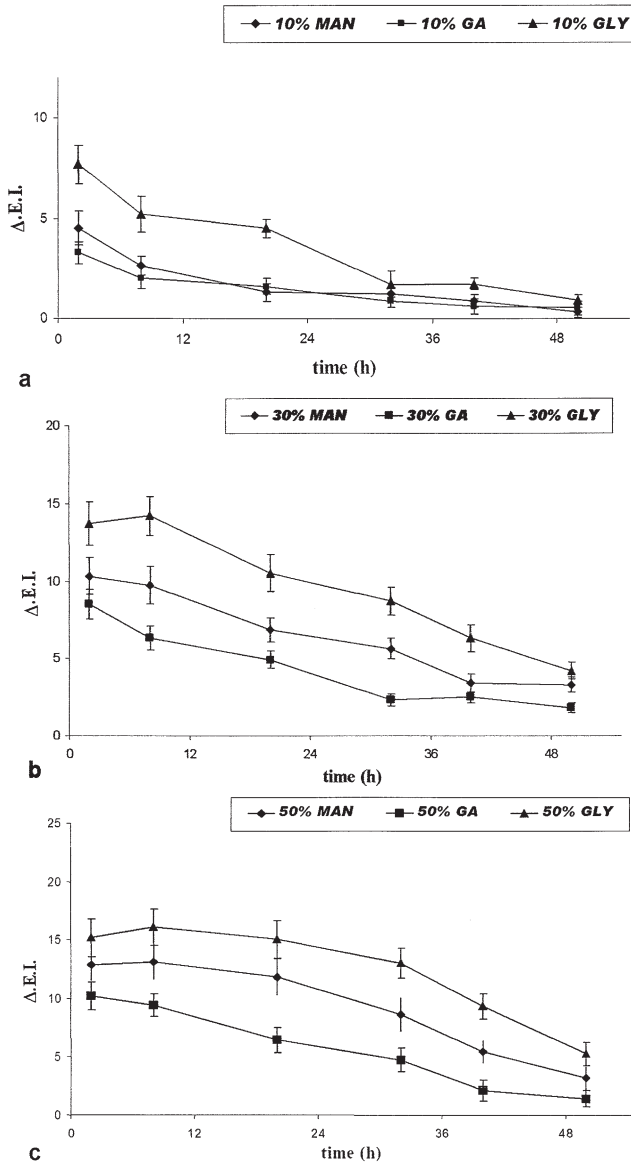 10% MAN 10% GA 10% GLY
10
5
0
Δ.E.I.
0 12 24 36 48
time (h)
a
30% MAN 30% GA 30% GLY
20
15
10
5
0
Δ.E.I.
0 12 24 36 48
time (h)
b
50% MAN 50% GA 50% GLY
25
20
15
10
5
0
Δ.E.I.
0 12 24 36 48
time (h)
c